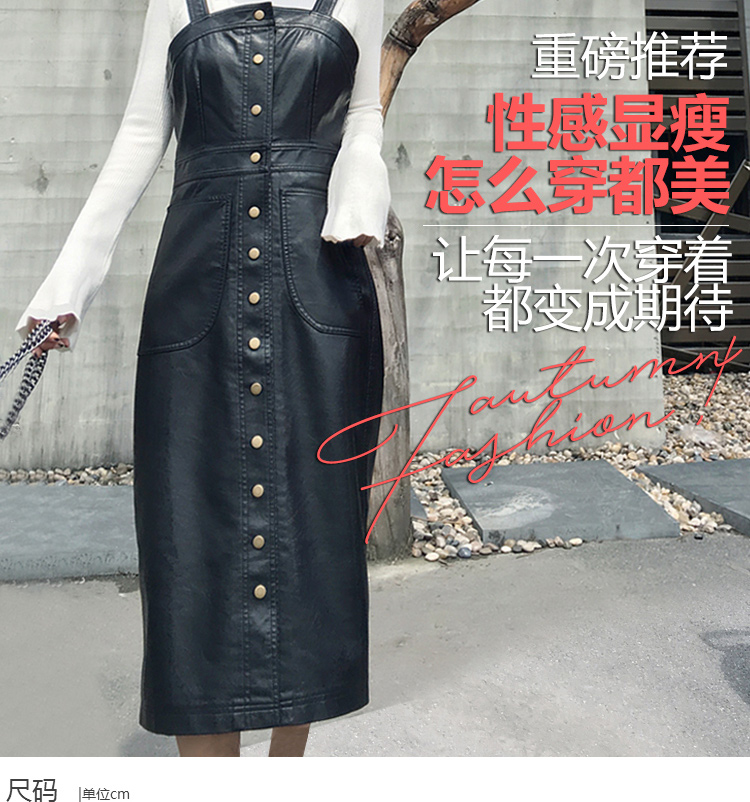 重磅推荐
性感显瘦
怎么穿都美
让每一次穿着
都变成期待
autumn
Fashion!
尺码 |单位cm